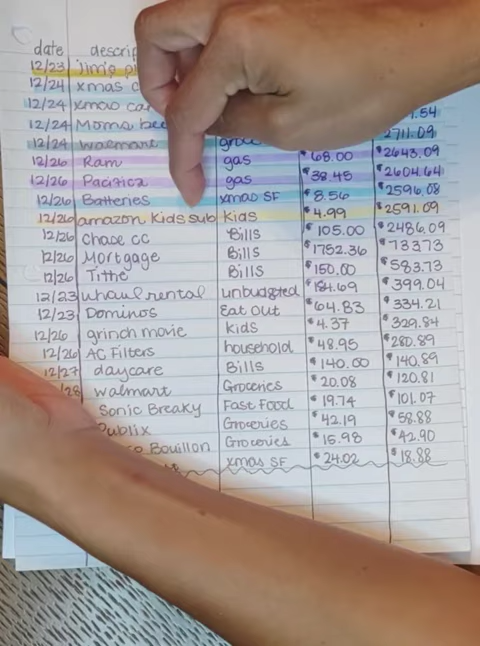 date descrip
12/23 jim's
12/24 xmas
12/24 xmas ca
12/24 Moms bee .54
12/24 walmart groce 2711.09
12/26 Ram gas $68.00 $2643.09
12/26 Pacifica gas $38.45 $2604.64
12/26 Batteries xmas SF $8.56 $2596.08
12/26 amazon kids sub Kids $4.99 $2591.09
12/26 Chase CC Bills $105.00 $2486.09
12/26 Mortgage Bills $1752.36 $733.73
12/26 Tithe Bills $150.00 $583.73
12/23 uhaul rental unbudgeted $184.69 $399.04
12/23 Dominos Eat Out $64.83 $334.21
12/26 grinch movie kids $4.37 $329.84
12/26 AC Filters household $48.95 $280.89
12/27 daycare Bills $140.00 $140.89
/28 walmart Groceries $20.08 $120.81
Sonic Breaky Fast Food $19.74 $101.07
Publix Groceries $42.19 $58.88
Bouillon Groceries $15.98 $42.90
xmas SF $24.02 $18.88